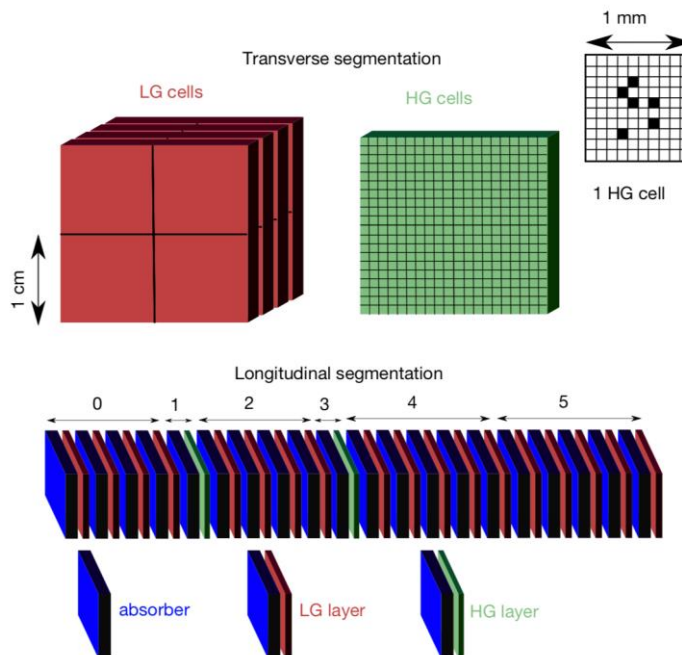 1 mm
Transverse segmentation
LG cells
HG cells
1 HG cell
1 cm
Longitudinal segmentation
0 1 2 3 4 5
absorber
LG layer
HG layer